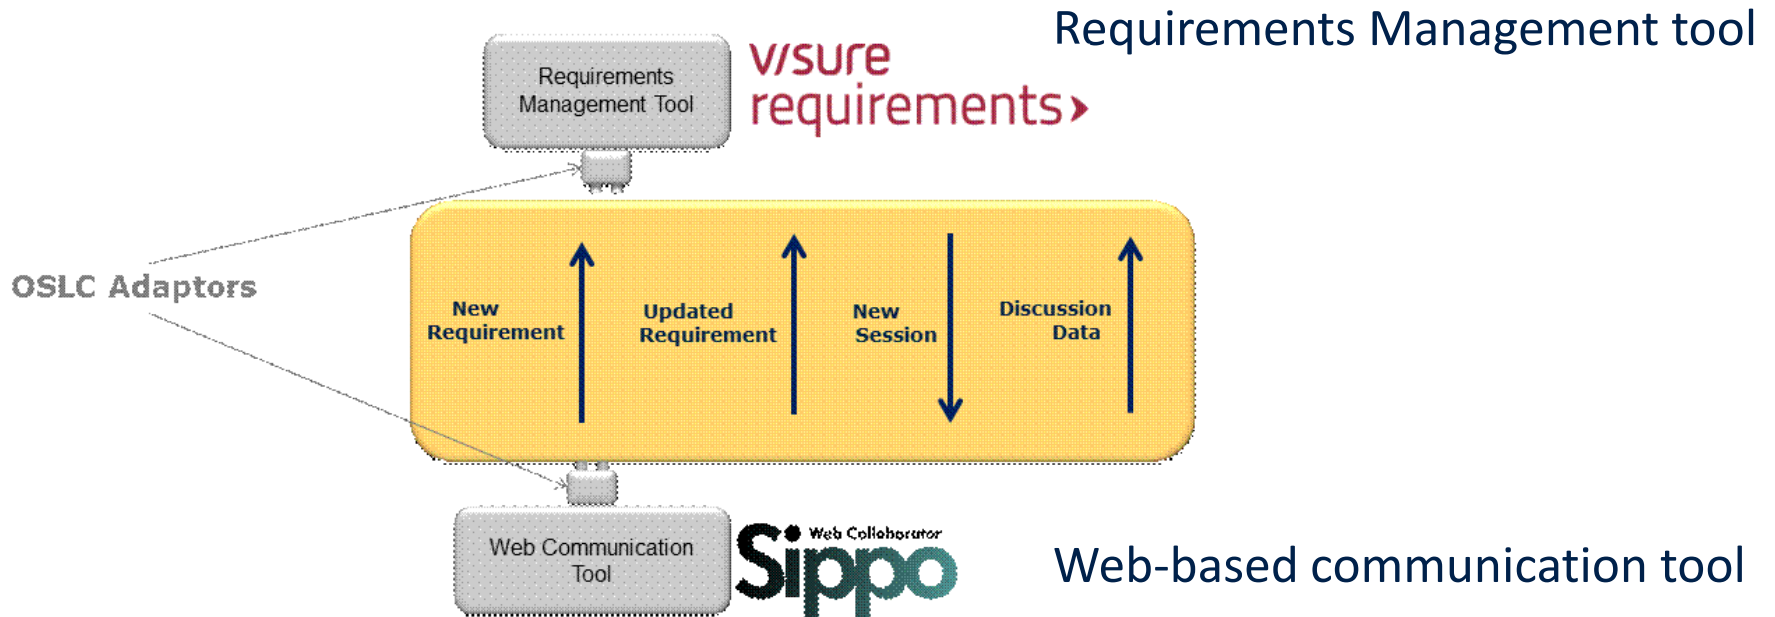 Requirements Management tool
Requirements
Management Tool
visure
requirements
OSLC Adaptors
New
Requirement
Updated
Requirement
New
Session
Discussion
Data
Web Communication
Tool
Web Collaborator
Sippo
Web-based communication tool